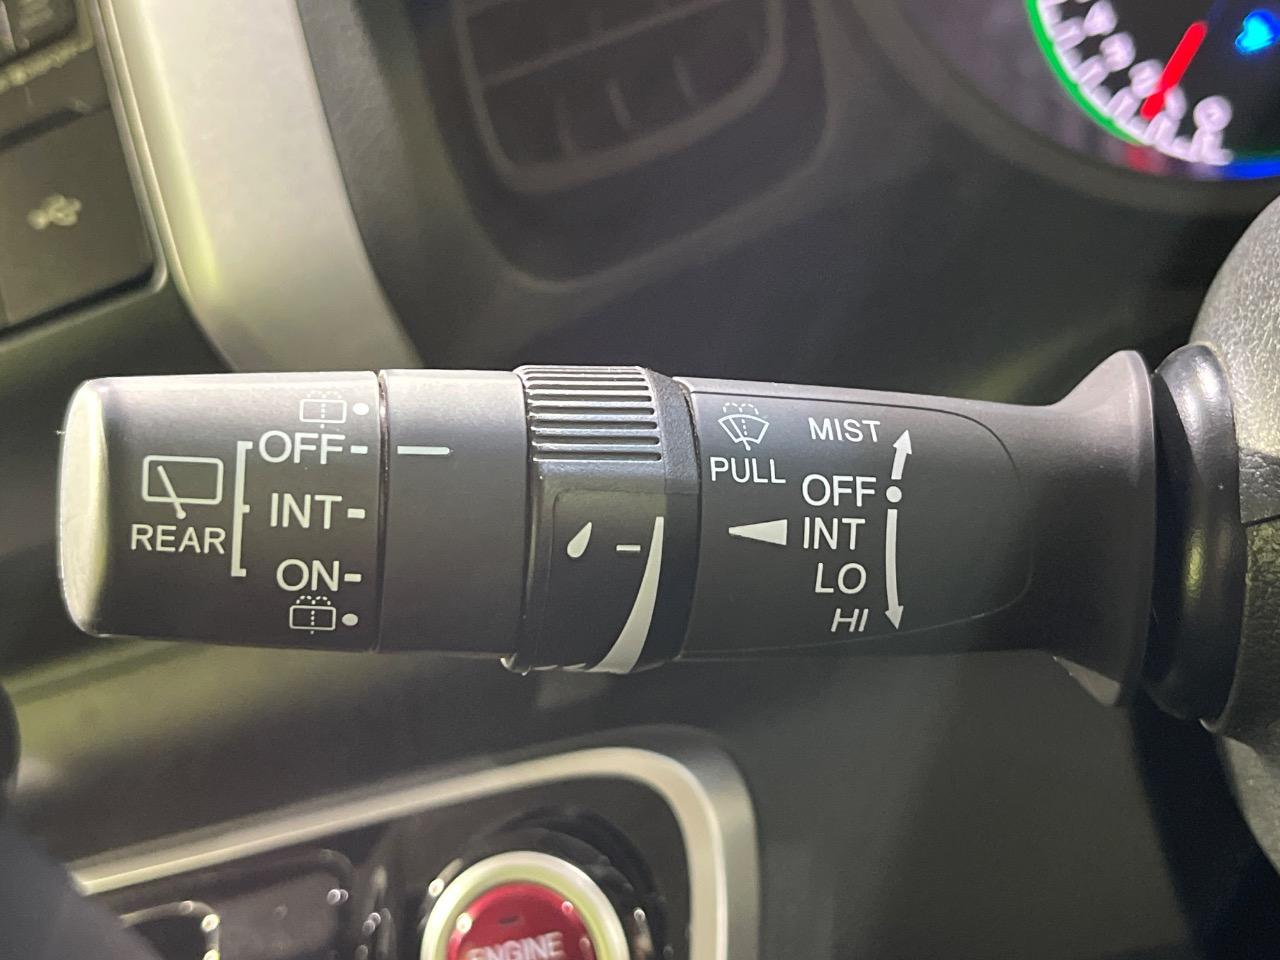 OFF-
INT-
ON-
REAR
PULL
MIST
OFF
INT
LO
HI
ENGINE